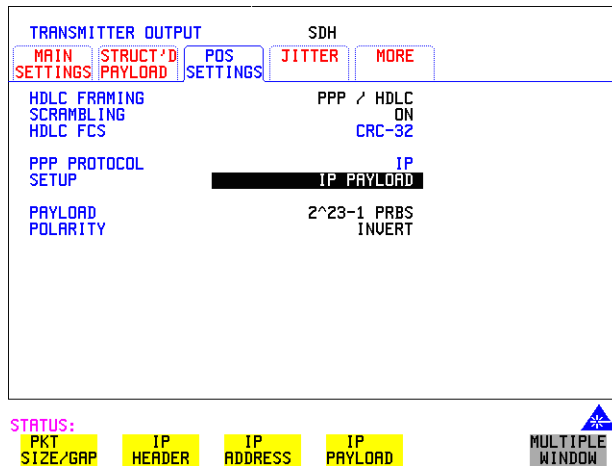 TRANSMITTER OUTPUT SDH
MAIN SETTINGS STRUCT'D PAYLOAD POS SETTINGS JITTER MORE
HDLC FRAMING PPP / HDLC
SCRAMBLING ON
HDLC FCS CRC-32
PPP PROTOCOL IP
SETUP IP PAYLOAD
PAYLOAD 2^23-1 PRBS
POLARITY INVERT
STATUS:
PKT SIZE/GAP IP HEADER IP ADDRESS IP PAYLOAD MULTIPLE WINDOW